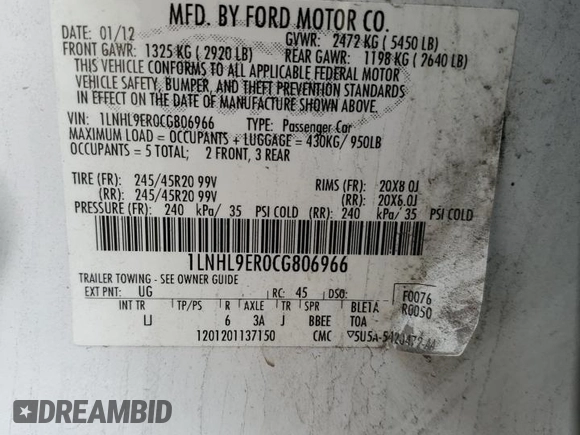 MFD. BY FORD MOTOR CO.
DATE: 01/12 GVWR: 2472 KG ( 5450 LB)
FRONT GAWR: 1325 KG ( 2920 LB) REAR GAWR: 1198 KG ( 2640 LB)
THIS VEHICLE CONFORMS TO ALL APPLICABLE FEDERAL MOTOR
VEHICLE SAFETY, BUMPER, AND THEFT PREVENTION STANDARDS
IN EFFECT ON THE DATE OF MANUFACTURE SHOWN ABOVE.
VIN: 1LNHL9ER0CG806966 TYPE: Passenger Car
MAXIMUM LOAD = OCCUPANTS + LUGGAGE = 430KG/ 950LB
OCCUPANTS = 5 TOTAL; 2 FRONT, 3 REAR
TIRE (FR): 245/45R20 99V RIMS (FR): 20X8.0J
(RR): 245/45R20 99V (RR): 20X6.0J
PRESSURE (FR): 240 kPa/ 35 PSI COLD (RR): 240 kPa/ 35 PSI COLD
1LNHL9ER0CG806966
TRAILER TOWING - SEE OWNER GUIDE
EXT PNT: UG RC: 45 DSO: F0076
R0050
INT TR TP/PS R AXLE TR SPR BLE1A
LJ 6 3A J BBEE TOA
1201201137150 CMC
DREAMBID